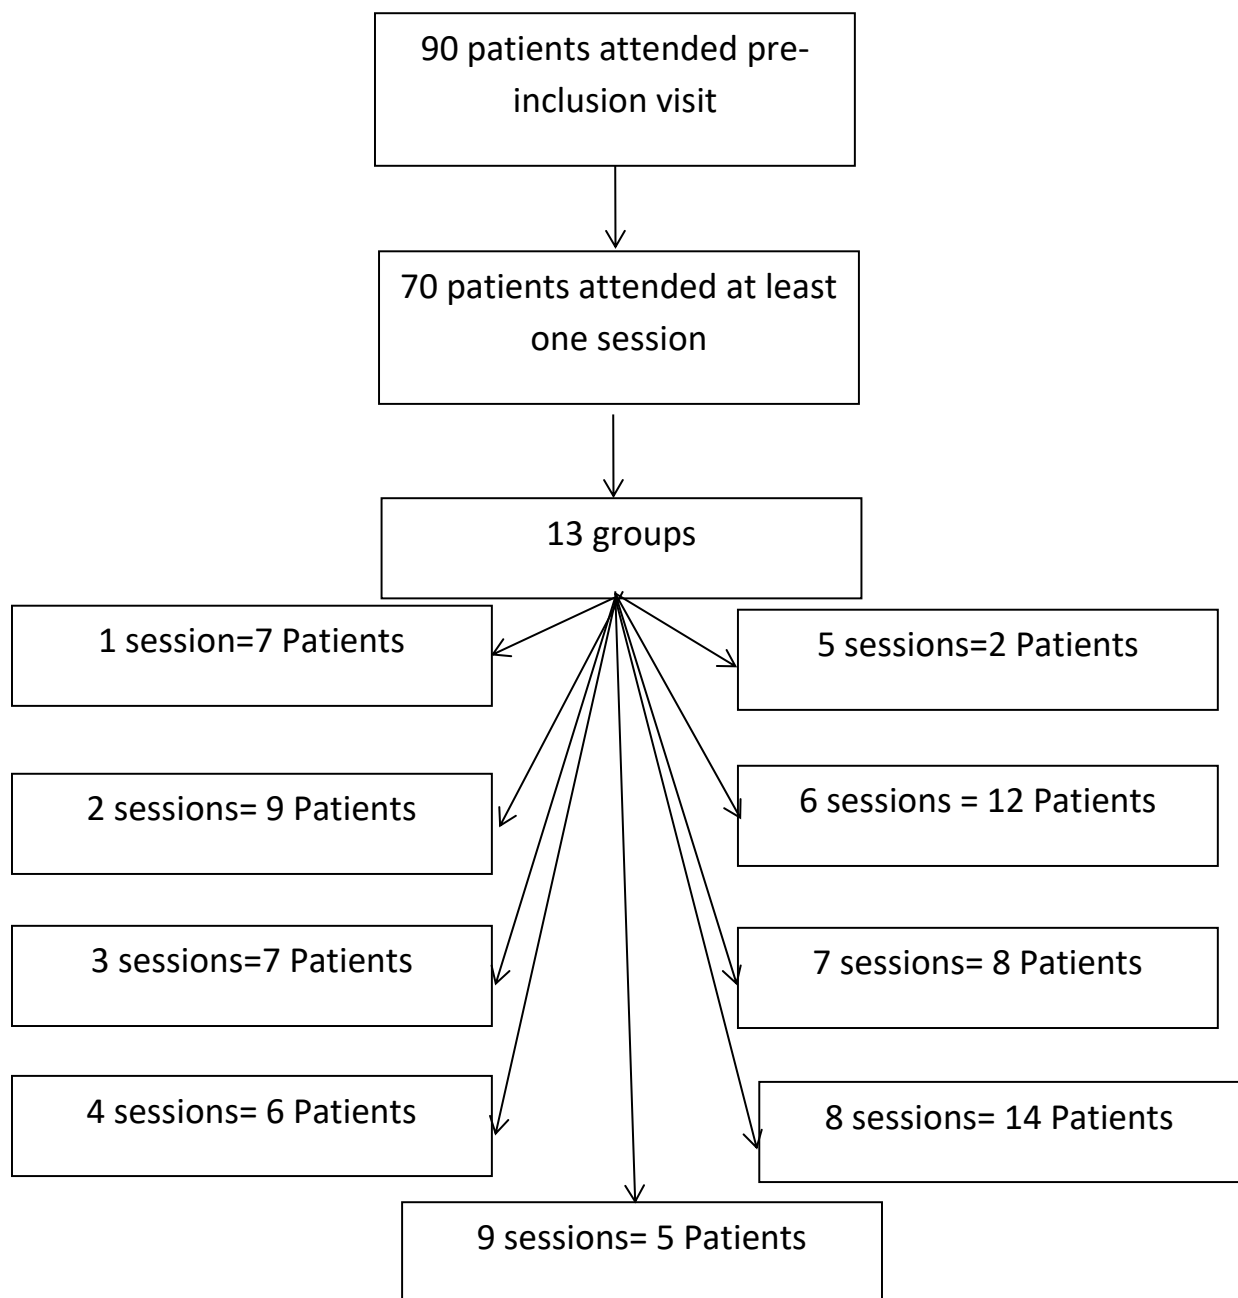 90 patients attended pre-
inclusion visit
70 patients attended at least
one session
13 groups
1 session=7 Patients
5 sessions=2 Patients
2 sessions= 9 Patients
6 sessions = 12 Patients
3 sessions=7 Patients
7 sessions= 8 Patients
4 sessions= 6 Patients
8 sessions= 14 Patients
9 sessions= 5 Patients